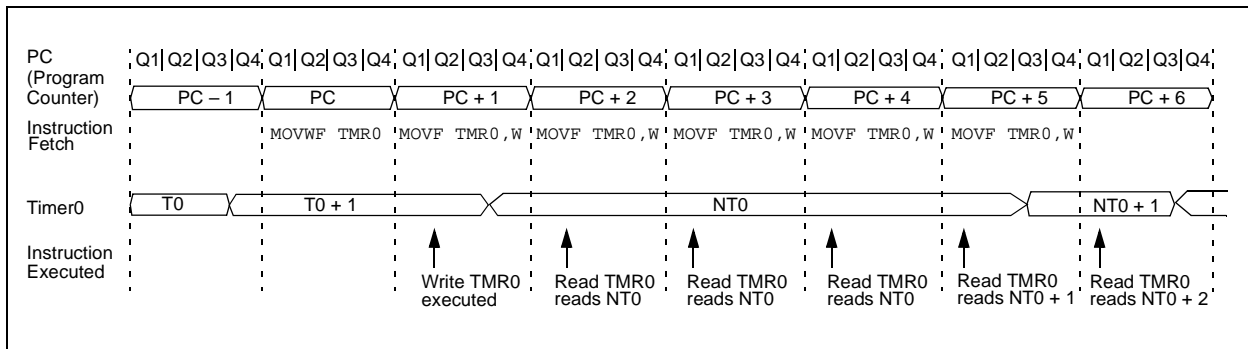 PC (Program Counter)
Q1 Q2 Q3 Q4 Q1 Q2 Q3 Q4 Q1 Q2 Q3 Q4 Q1 Q2 Q3 Q4 Q1 Q2 Q3 Q4 Q1 Q2 Q3 Q4 Q1 Q2 Q3 Q4 Q1 Q2 Q3 Q4
PC – 1 PC PC + 1 PC + 2 PC + 3 PC + 4 PC + 5 PC + 6
Instruction Fetch
MOVWF TMR0 MOVF TMR0,W MOVF TMR0,W MOVF TMR0,W MOVF TMR0,W MOVF TMR0,W
Timer0
T0 T0 + 1 NT0 NT0 + 1
Instruction Executed
Write TMR0 executed
Read TMR0 reads NT0
Read TMR0 reads NT0
Read TMR0 reads NT0
Read TMR0 reads NT0 + 1
Read TMR0 reads NT0 + 2